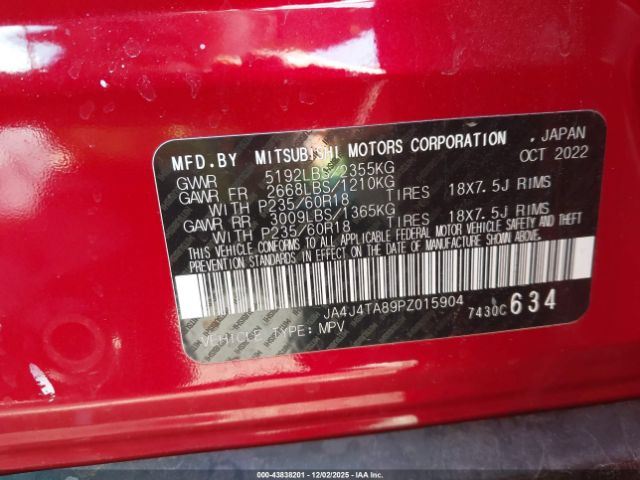 MFD.BY MITSUBISHI MOTORS CORPORATION , JAPAN
GWVR 5192LBS/2355KG OCT 2022
GAWR FR 2668LBS/1210KG
WITH P235/60R18 TIRES 18X7.5J RIMS
GAWR RR 3009LBS/1365KG
WITH P235/60R18 TIRES 18X7.5J RIMS
THIS VEHICLE CONFORMS TO ALL APPLICABLE FEDERAL MOTOR VEHICLE SAFETY AND THEFT
PREVENTION STANDARDS IN EFFECT ON THE DATE OF MANUFACTURE SHOWN ABOVE.
JA4J4TA89PZ015904 7430C 634
VEHICLE TYPE: MPV
IAA - 43838201 - 12/02/2025 - Copart